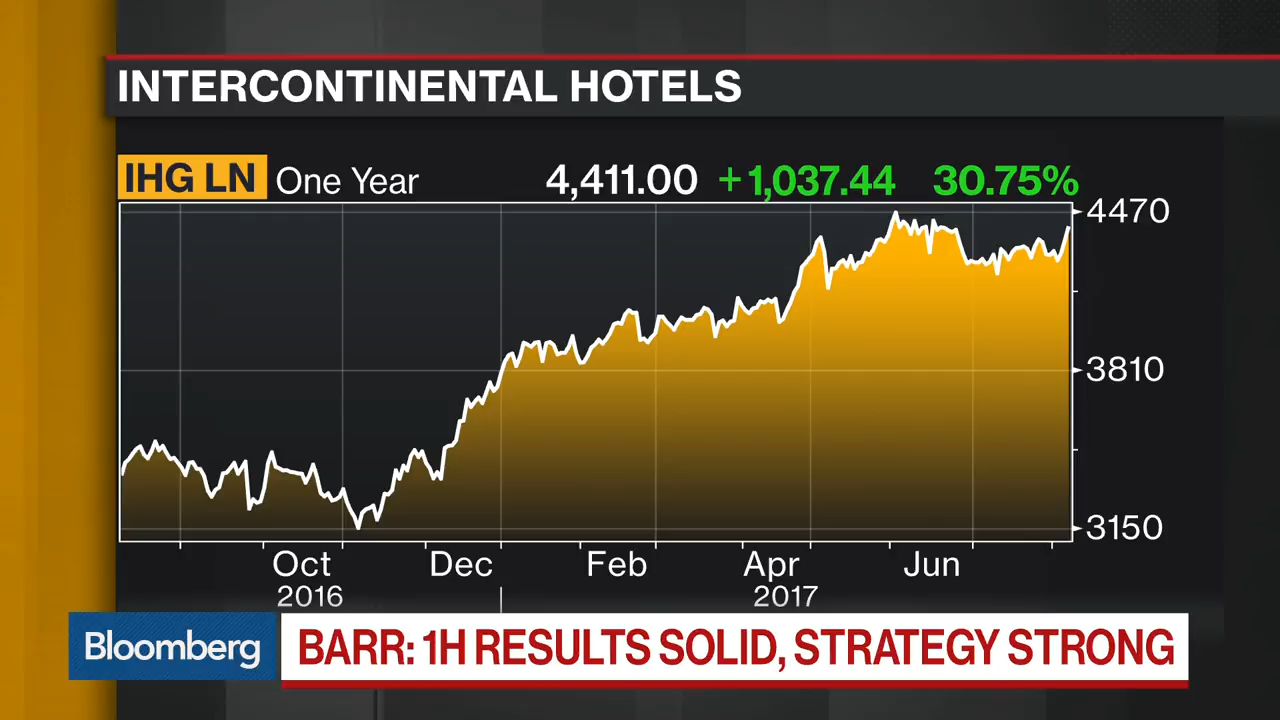 INTERCONTINENTAL HOTELS
IHG LN One Year 4,411.00 +1,037.44 30.75%
4470
3810
3150
Oct Dec Feb Apr Jun
2016 2017
Bloomberg BARR: 1H RESULTS SOLID, STRATEGY STRONG